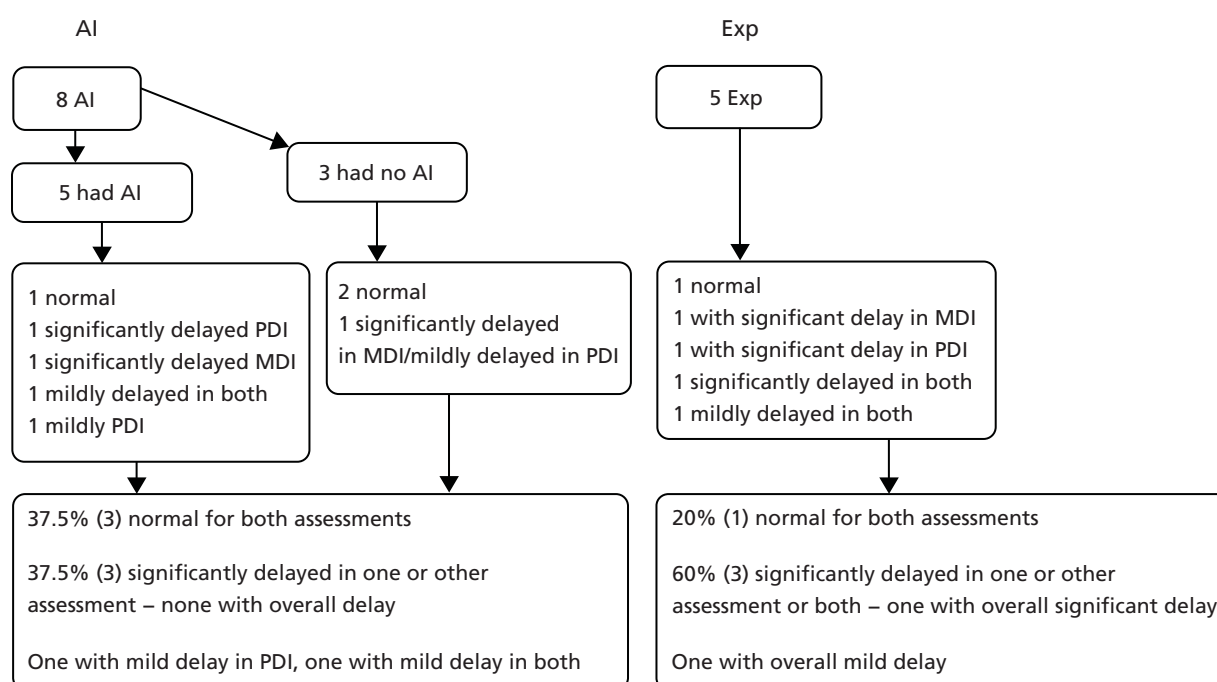 AI
8 AI
5 had AI
3 had no AI
1 normal
1 significantly delayed PDI
1 significantly delayed MDI
1 mildly delayed in both
1 mildly PDI
2 normal
1 significantly delayed
in MDI/mildly delayed in PDI
37.5% (3) normal for both assessments
37.5% (3) significantly delayed in one or other
assessment – none with overall delay
One with mild delay in PDI, one with mild delay in both
Exp
5 Exp
1 normal
1 with significant delay in MDI
1 with significant delay in PDI
1 significantly delayed in both
1 mildly delayed in both
20% (1) normal for both assessments
60% (3) significantly delayed in one or other
assessment or both – one with overall significant delay
One with overall mild delay